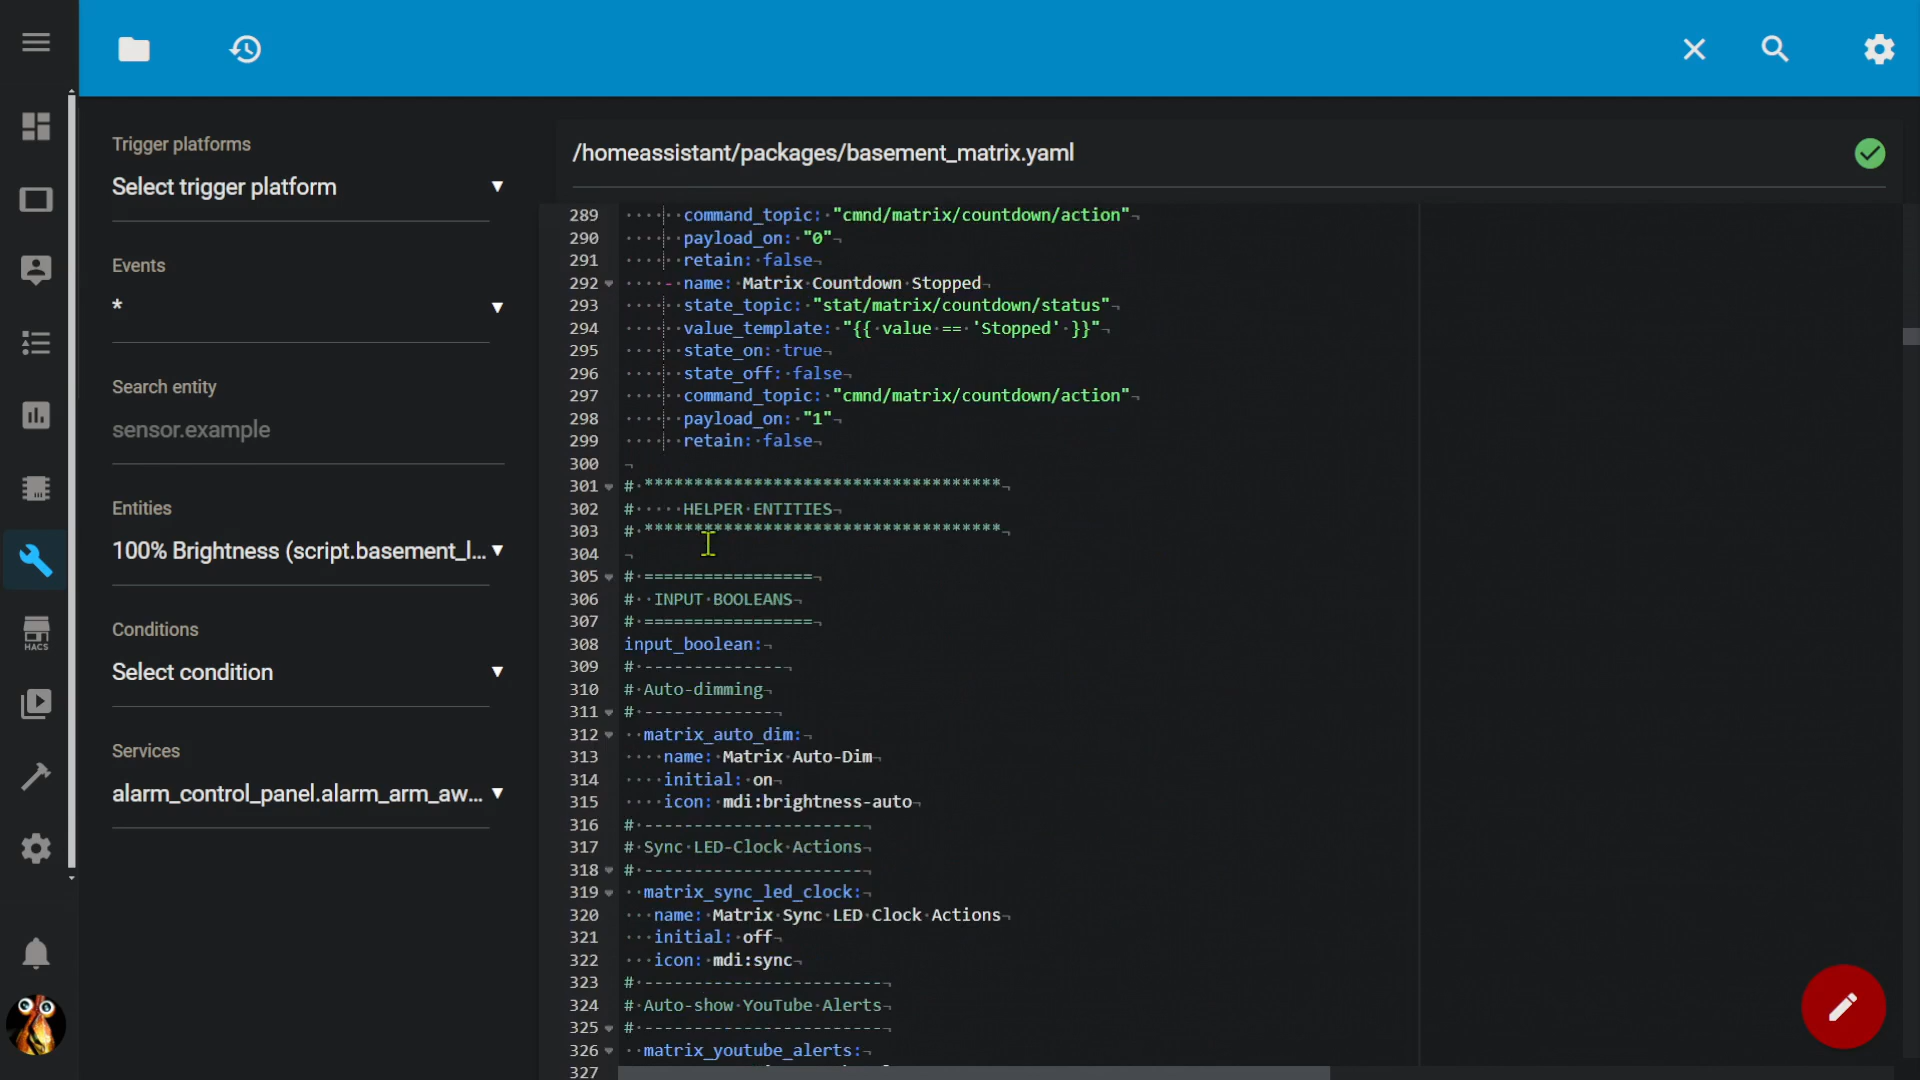 HACS
Trigger platforms
Select trigger platform
Events
*
Search entity
sensor.example
Entities
100% Brightness (script.basement_l...
Conditions
Select condition
Services
alarm_control_panel.alarm_arm_aw...
/homeassistant/packages/basement_matrix.yaml
289 command_topic: "cmnd/matrix/countdown/action"
290 payload_on: "0"
291 retain: false
292 - name: Matrix Countdown Stopped
293 state_topic: "stat/matrix/countdown/status"
294 value_template: "{{ value == 'Stopped' }}"
295 state_on: true
296 state_off: false
297 command_topic: "cmnd/matrix/countdown/action"
298 payload_on: "1"
299 retain: false
300
301 # ************************************
302 # HELPER ENTITIES
303 # ************************************
304
305 # =================
306 # INPUT BOOLEANS
307 # =================
308 input_boolean:
309 # --------------
310 # Auto-dimming
311 # -------------
312 matrix_auto_dim:
313 name: Matrix Auto-Dim
314 initial: on
315 icon: mdi:brightness-auto
316 # ----------------------
317 # Sync LED-Clock Actions
318 # ----------------------
319 matrix_sync_led_clock:
320 name: Matrix Sync LED Clock Actions
321 initial: off
322 icon: mdi:sync
323 # ------------------------
324 # Auto-show YouTube Alerts
325 # ------------------------
326 matrix_youtube_alerts:
327